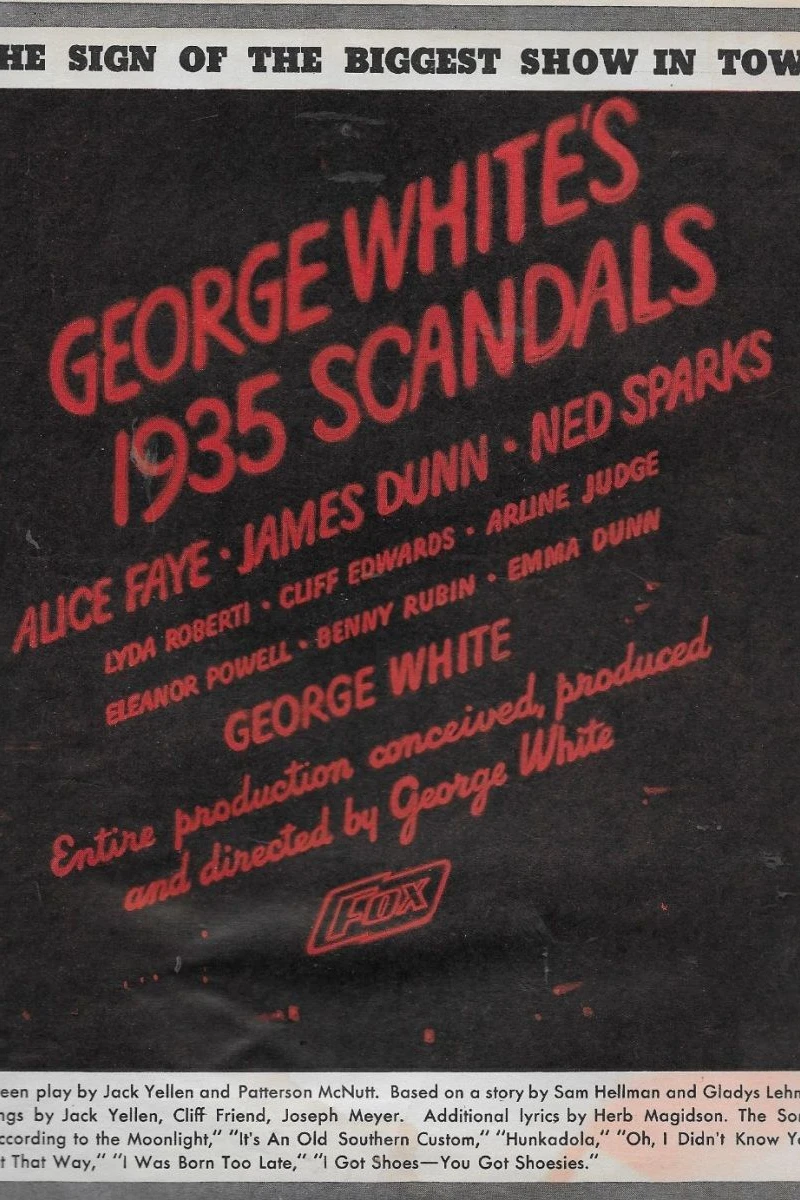 HE SIGN OF THE BIGGEST SHOW IN TOW
GEORGE WHITE'S
1935 SCANDALS
ALICE FAYE · JAMES DUNN · NED SPARKS
LYDA ROBERTI · CLIFF EDWARDS · ARLINE JUDGE
ELEANOR POWELL · BENNY RUBIN · EMMA DUNN
GEORGE WHITE
Entire production conceived, produced
and directed by George White
FOX
een play by Jack Yellen and Patterson McNutt. Based on a story by Sam Hellman and Gladys Lehm
ngs by Jack Yellen, Cliff Friend, Joseph Meyer. Additional lyrics by Herb Magidson. The Son
ccording to the Moonlight," "It's An Old Southern Custom," "Hunkadola," "Oh, I Didn't Know Yo
t That Way," "I Was Born Too Late," "I Got Shoes—You Got Shoesies."